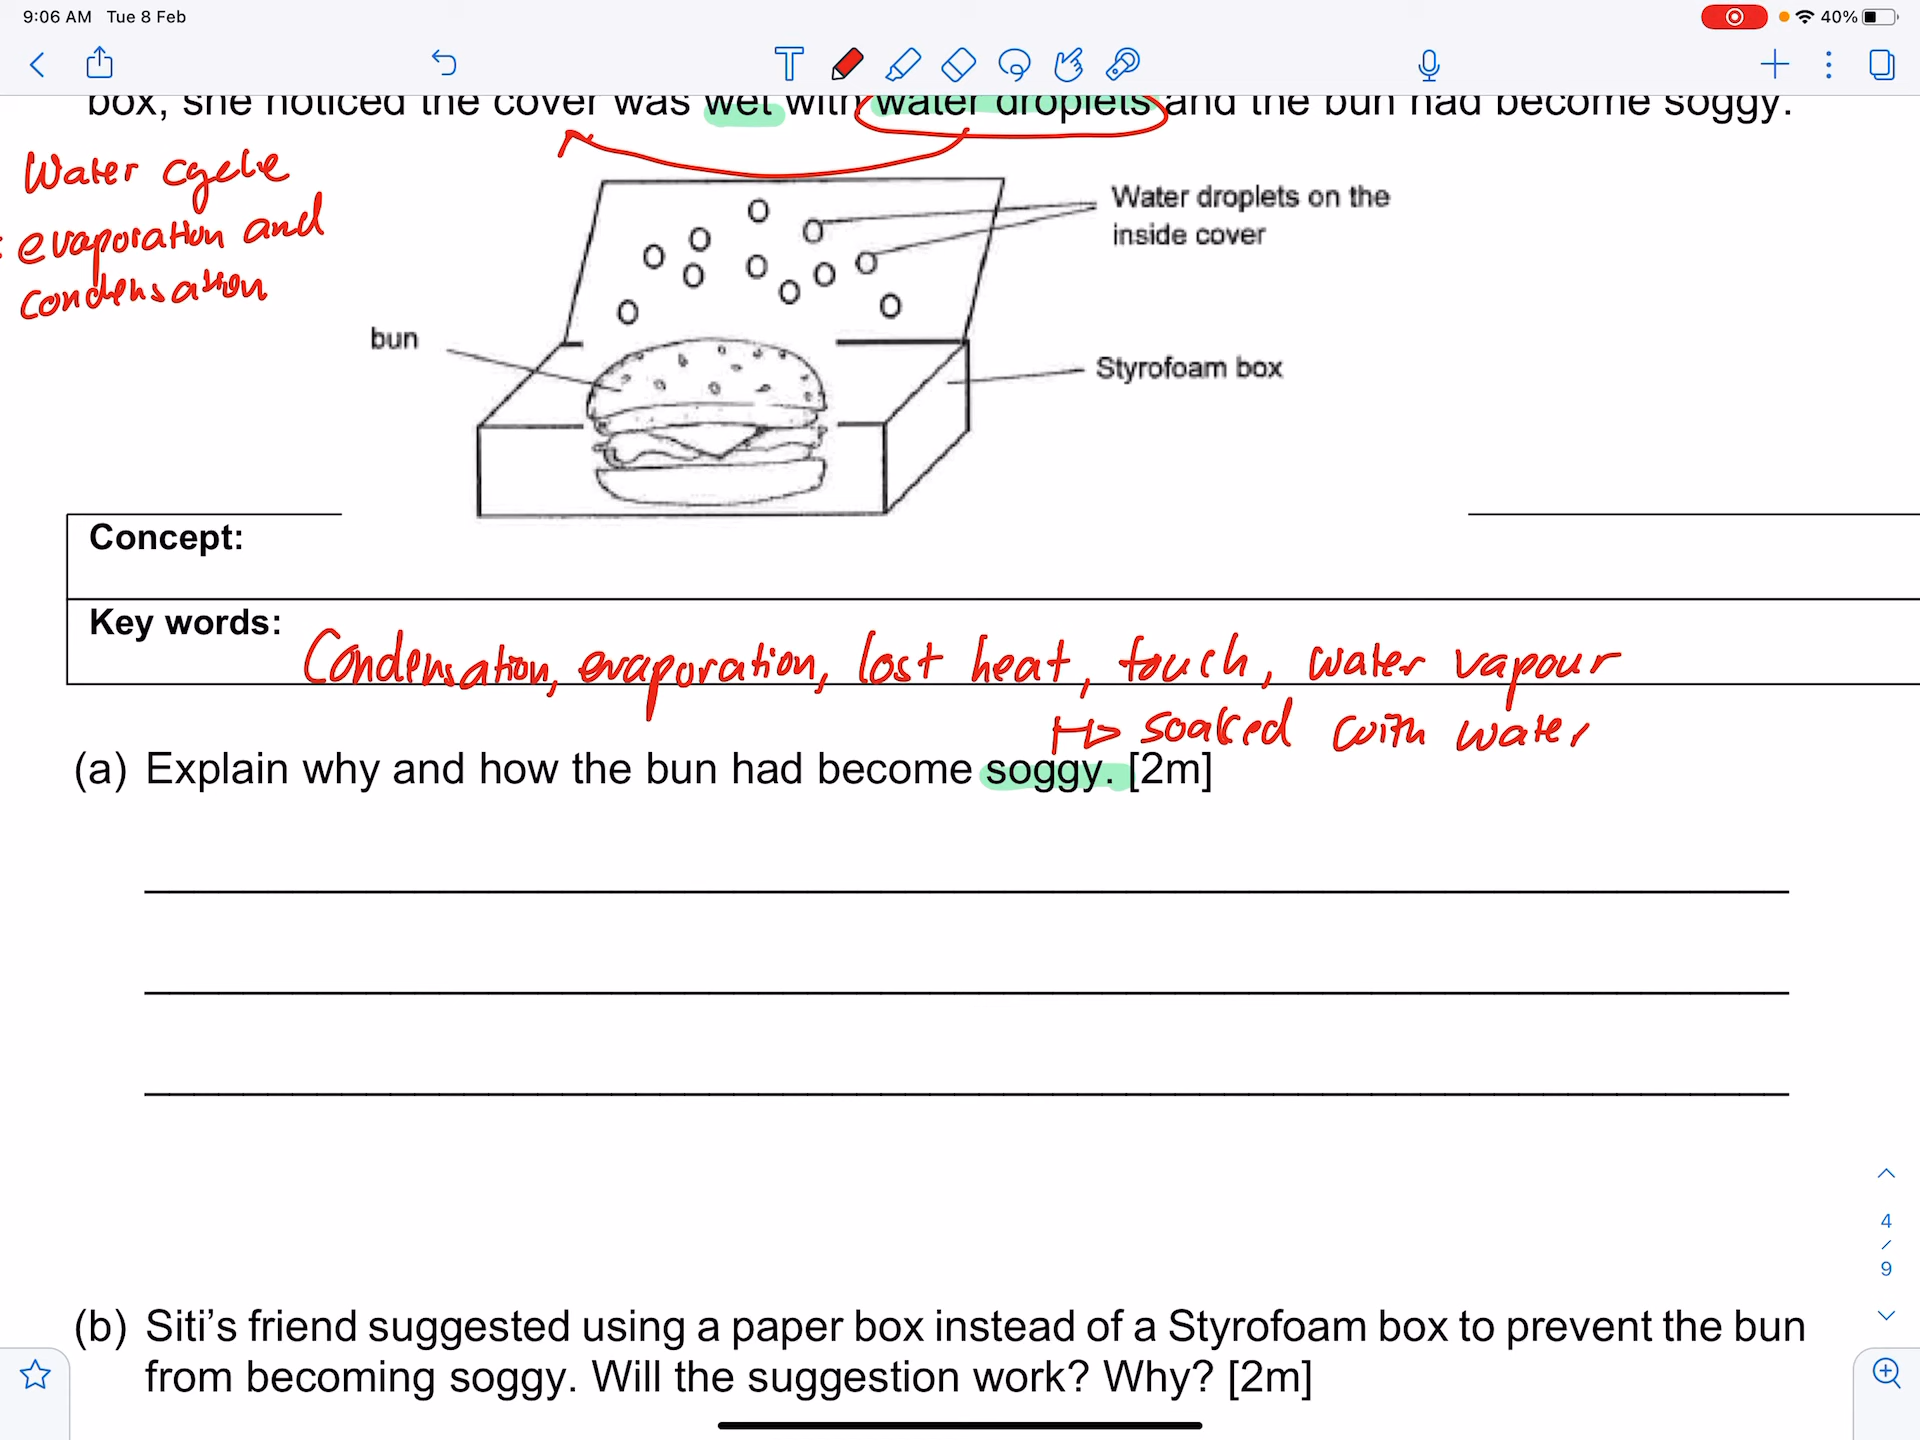 9:06 AM Tue 8 Feb
40%
box, she noticed the cover was wet with water droplets and the bun had become soggy.
Water cycle
: evaporation and
condensation
Water droplets on the
inside cover
bun
Styrofoam box
Concept:
Key words:
Condensation, evaporation, lost heat, touch, water vapour
↳ soaked with water
(a) Explain why and how the bun had become soggy. [2m]
4
/
9
(b) Siti's friend suggested using a paper box instead of a Styrofoam box to prevent the bun
from becoming soggy. Will the suggestion work? Why? [2m]